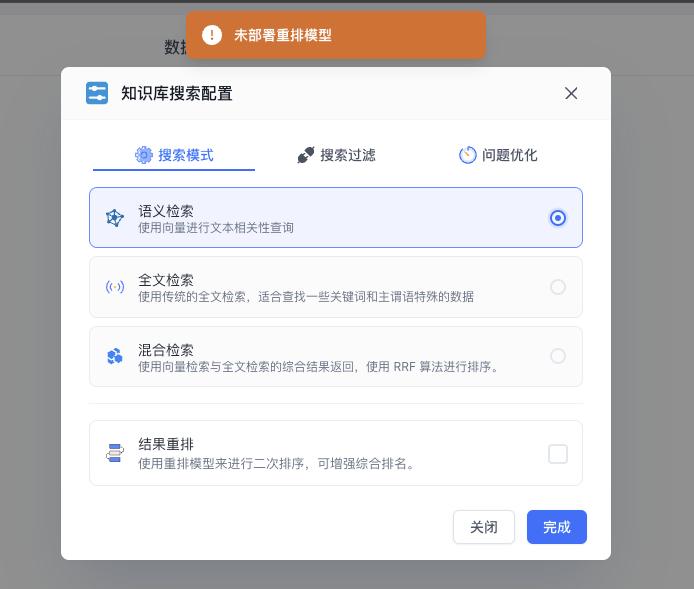 未部署重排模型
数
知识库搜索配置
搜索模式
搜索过滤
问题优化
语义检索
使用向量进行文本相关性查询
全文检索
使用传统的全文检索，适合查找一些关键词和主谓语特殊的数据
混合检索
使用向量检索与全文检索的综合结果返回，使用 RRF 算法进行排序。
结果重排
使用重排模型来进行二次排序，可增强综合排名。
关闭
完成